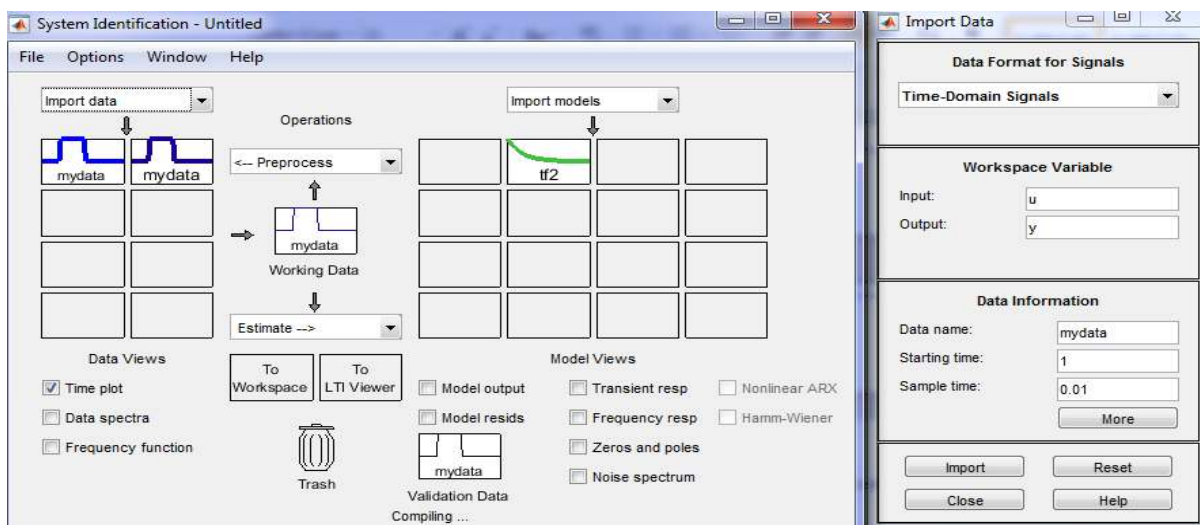 System Identification - Untitled
File Options Window Help
Import data
Import models
Operations
mydata
mydata
<-- Preprocess
tf2
mydata
Working Data
Estimate -->
Data Views
To Workspace
To LTI Viewer
Model Views
Time plot
Data spectra
Frequency function
Model output
Transient resp
Nonlinear ARX
Model resids
Frequency resp
Hamm-Wiener
Zeros and poles
Noise spectrum
Trash
mydata
Validation Data
Compiling ...
Import Data
Data Format for Signals
Time-Domain Signals
Workspace Variable
Input: u
Output: y
Data Information
Data name: mydata
Starting time: 1
Sample time: 0.01
More
Import Reset
Close Help